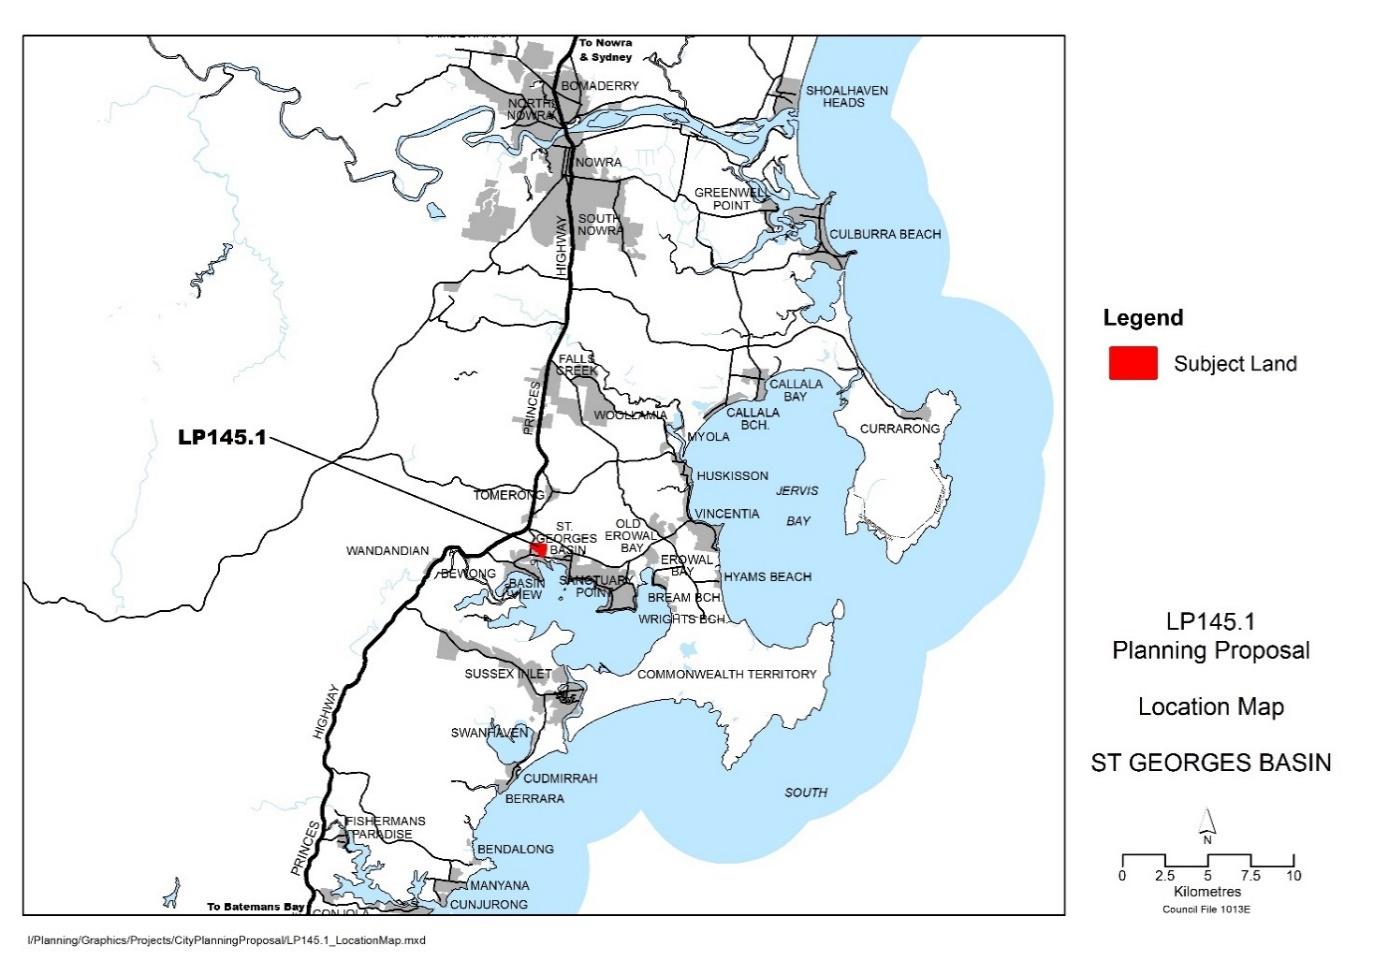 To Nowra
& Sydney
BOMADERRY
SHOALHAVEN
HEADS
NORTH
NOWRA
NOWRA
GREENWELL
POINT
SOUTH
NOWRA
HIGHWAY
CULBURRA BEACH
FALLS
CREEK
PRINCES
WOOLLAMIA
CALLALA
BAY
CALLALA
BCH.
CURRARONG
LP145.1
MYOLA
HUSKISSON
JERVIS
BAY
TOMERONG
VINCENTIA
ST.
GEORGES
BASIN
OLD
EROWAL
BAY
WANDANDIAN
EROWAL
BAY
BEWONG
BASIN
VIEW
SANCTUARY
POINT
HYAMS BEACH
BREAM BCH.
WRIGHTS BCH.
SUSSEX INLET
COMMONWEALTH TERRITORY
HIGHWAY
SWANHAVEN
CUDMIRRAH
BERRARA
SOUTH
FISHERMANS
PARADISE
PRINCES
BENDALONG
MANYANA
CUNJURONG
To Batemans Bay
CONJOLA
Legend
Subject Land
LP145.1
Planning Proposal
Location Map
ST GEORGES BASIN
N
0 2.5 5 7.5 10
Kilometres
Council File 1013E
I/Planning/Graphics/Projects/CityPlanningProposal/LP145.1_LocationMap.mxd